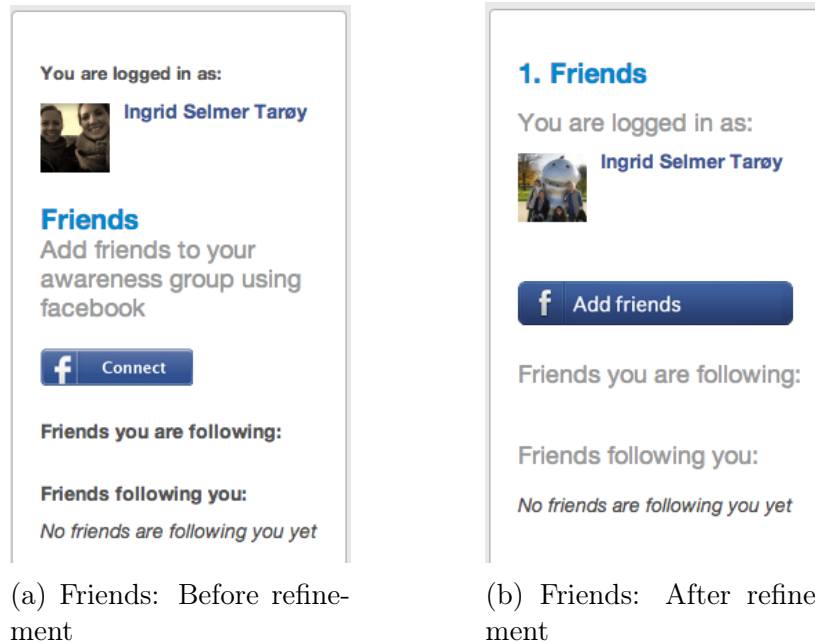 You are logged in as:
Ingrid Selmer Tarøy
Friends
Add friends to your
awareness group using
facebook
f Connect
Friends you are following:
Friends following you:
No friends are following you yet
(a) Friends: Before refine-
ment
1. Friends
You are logged in as:
Ingrid Selmer Tarøy
f Add friends
Friends you are following:
Friends following you:
No friends are following you yet
(b) Friends: After refine
ment